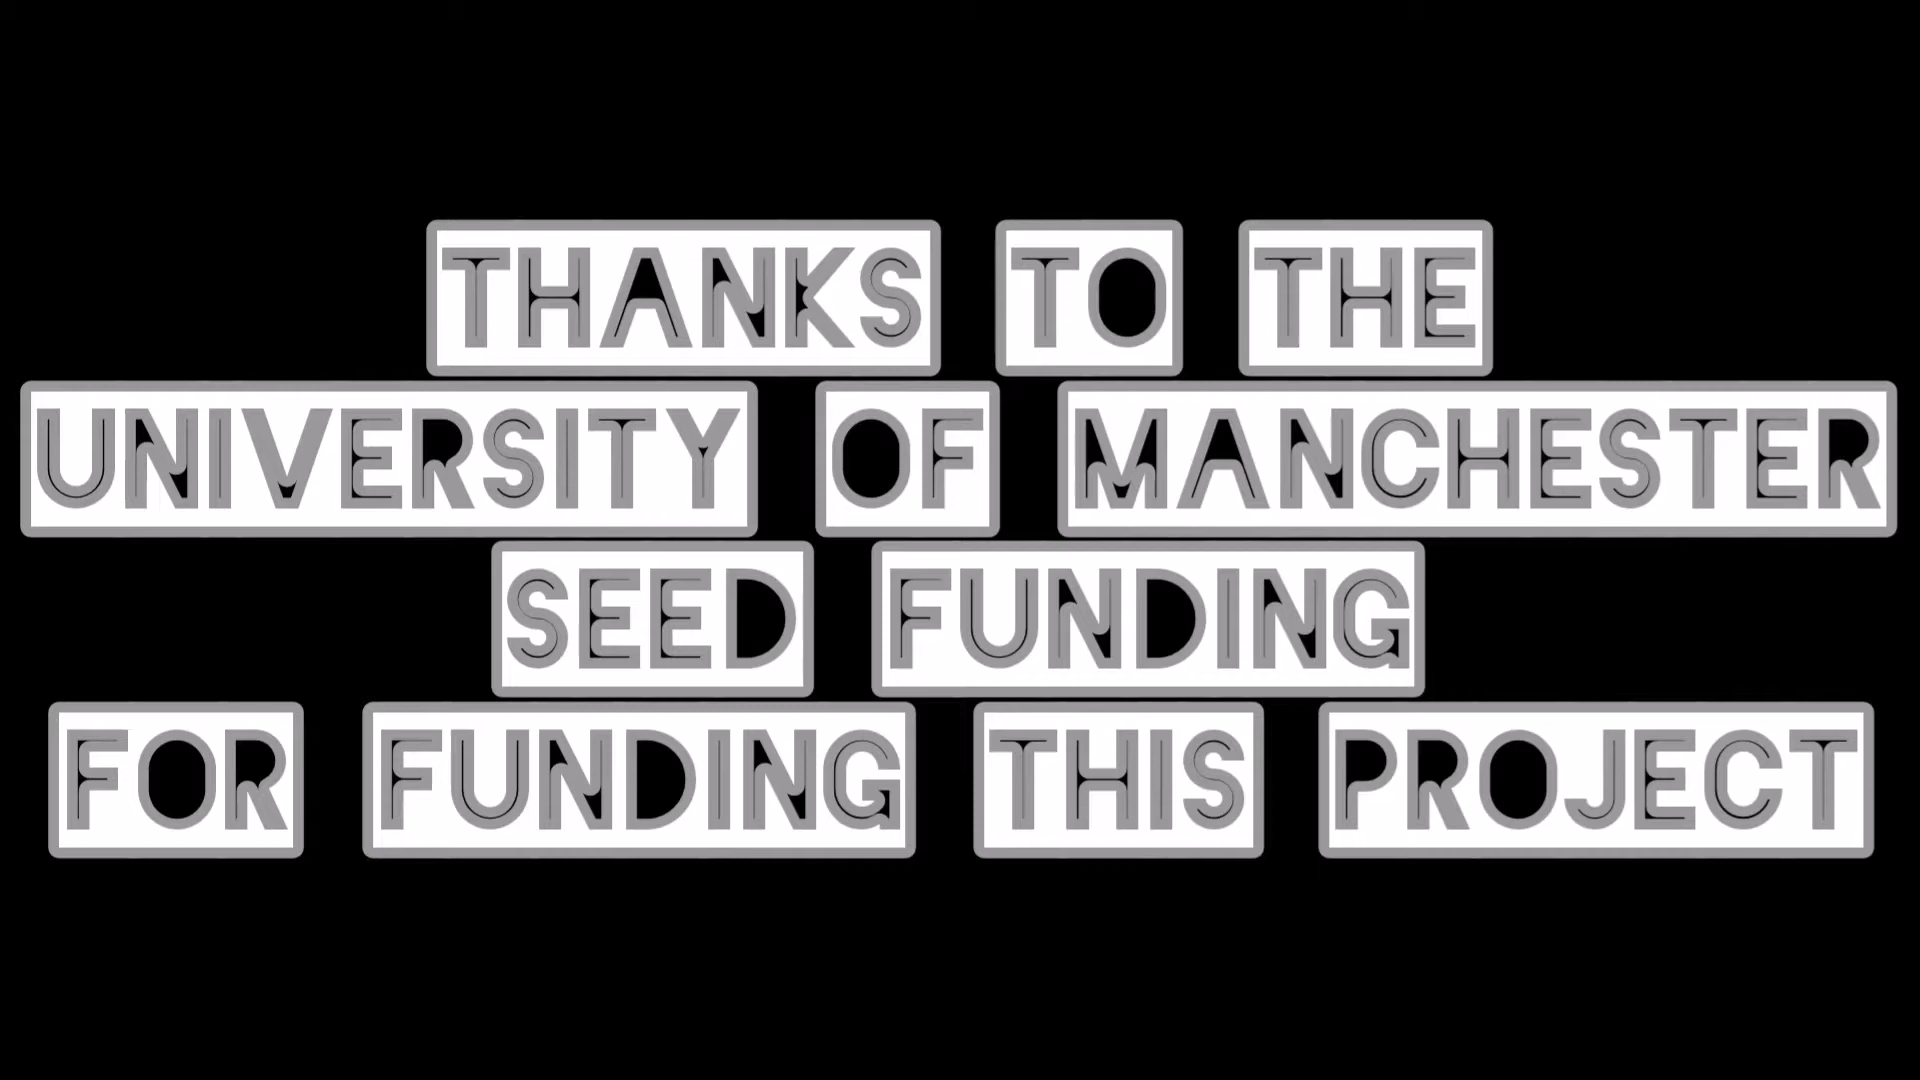 THANKS TO THE
UNIVERSITY OF MANCHESTER
SEED FUNDING
FOR FUNDING THIS PROJECT